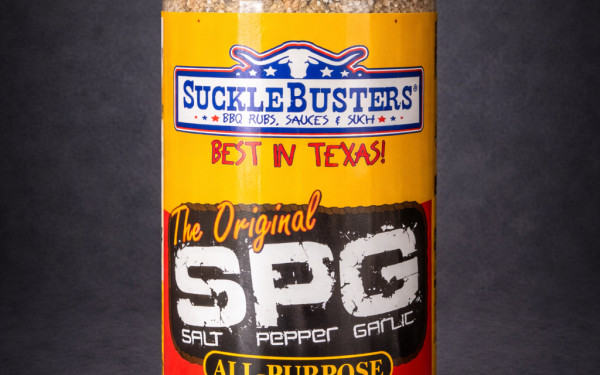 SUCKLEBUSTERS®
BBQ RUBS, SAUCES & SUCH
BEST IN TEXAS!
The Original
SPG
SALT PEPPER GARLIC
ALL-PURPOSE